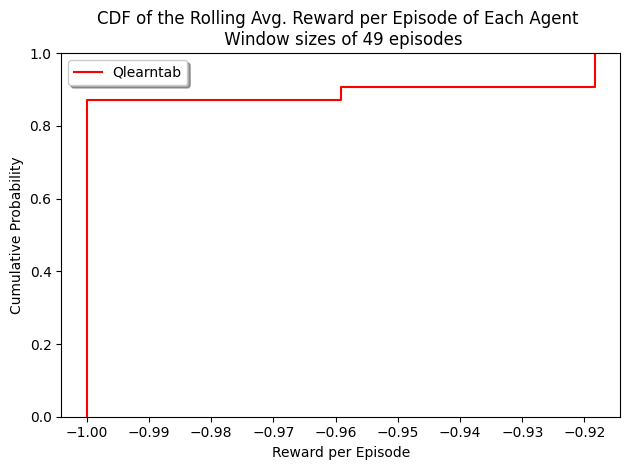 CDF of the Rolling Avg. Reward per Episode of Each Agent
Window sizes of 49 episodes
Qlearntab
Cumulative Probability
1.0
0.8
0.6
0.4
0.2
0.0
−1.00 −0.99 −0.98 −0.97 −0.96 −0.95 −0.94 −0.93 −0.92
Reward per Episode